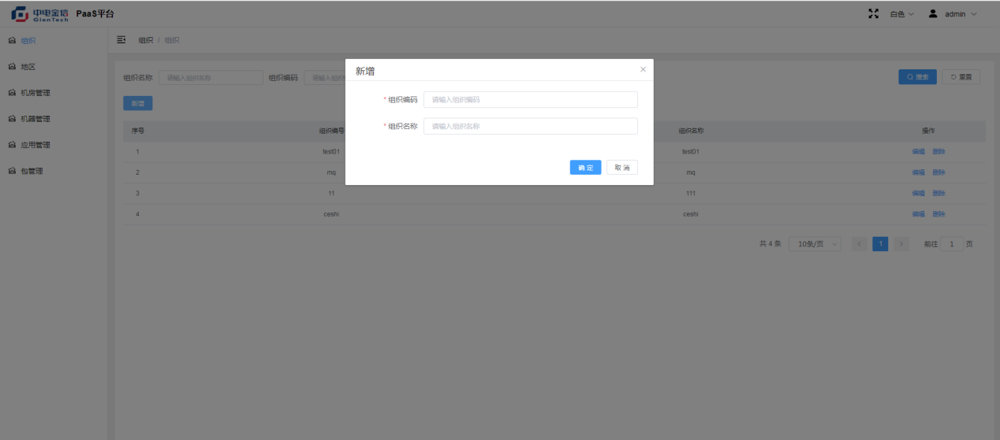 中电金信 GienTech PaaS平台 白色 admin
组织
地区
机房管理
机器管理
应用管理
包管理
组织 / 组织
组织名称 请输入组织名称 组织编码 请输入组织 搜索 重置
新增
序号 组织编号 组织名称 操作
1 test01 test01 编辑 删除
2 mq mq 编辑 删除
3 11 111 编辑 删除
4 ceshi ceshi 编辑 删除
共 4 条 10条/页 1 前往 1 页
新增
* 组织编码 请输入组织编码
* 组织名称 请输入组织名称
确 定 取 消